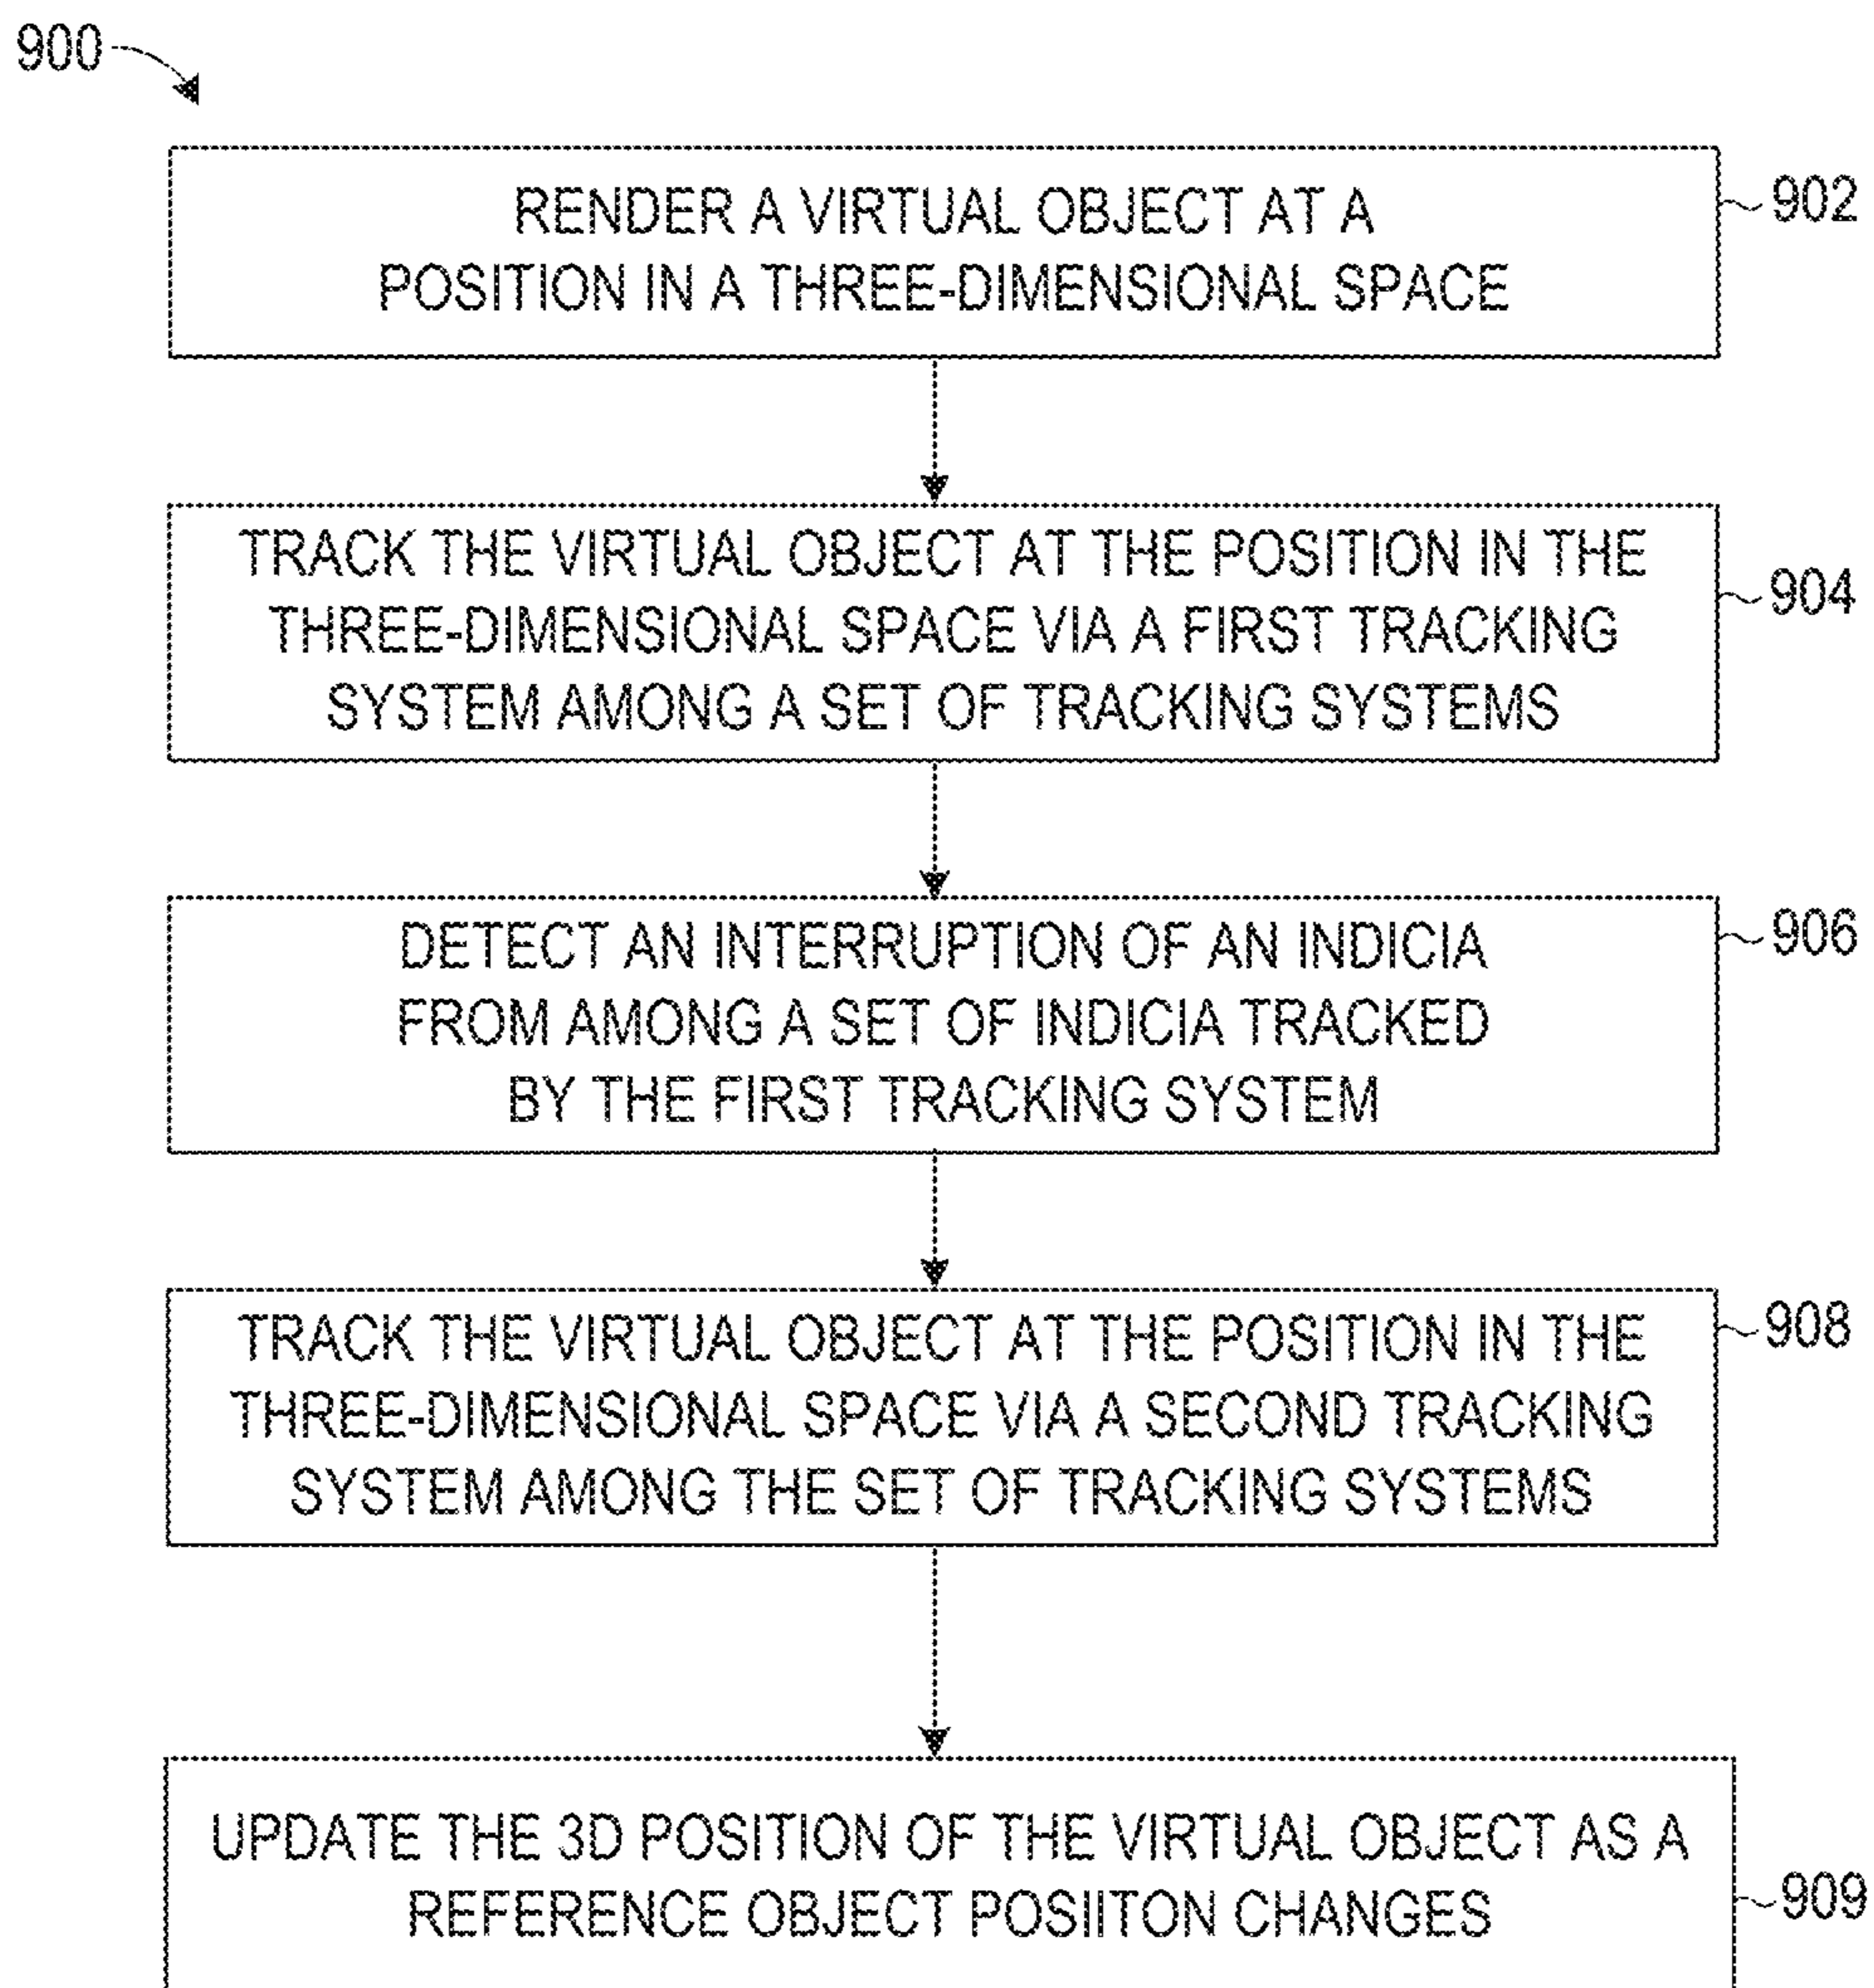 900
RENDER A VIRTUAL OBJECT AT A
POSITION IN A THREE-DIMENSIONAL SPACE
902
TRACK THE VIRTUAL OBJECT AT THE POSITION IN THE
THREE-DIMENSIONAL SPACE VIA A FIRST TRACKING
SYSTEM AMONG A SET OF TRACKING SYSTEMS
904
DETECT AN INTERRUPTION OF AN INDICIA
FROM AMONG A SET OF INDICIA TRACKED
BY THE FIRST TRACKING SYSTEM
906
TRACK THE VIRTUAL OBJECT AT THE POSITION IN THE
THREE-DIMENSIONAL SPACE VIA A SECOND TRACKING
SYSTEM AMONG THE SET OF TRACKING SYSTEMS
908
UPDATE THE 3D POSITION OF THE VIRTUAL OBJECT AS A
REFERENCE OBJECT POSIITON CHANGES
909